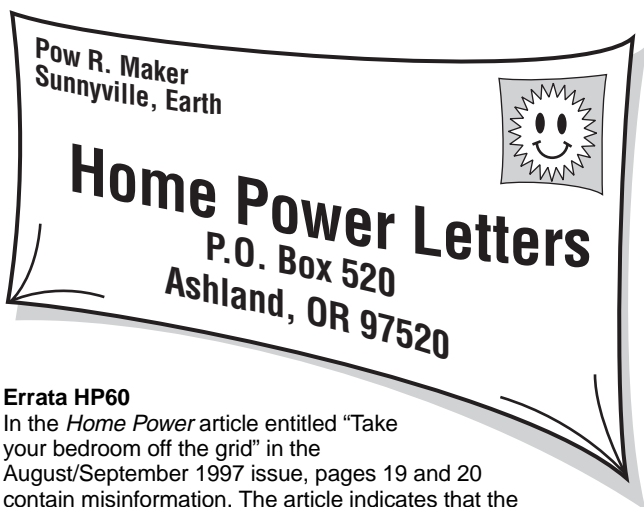 Pow R. Maker
Sunnyville, Earth
Home Power Letters
P.O. Box 520
Ashland, OR 97520
Errata HP60
In the Home Power article entitled “Take
your bedroom off the grid” in the
August/September 1997 issue, pages 19 and 20
contain misinformation. The article indicates that the